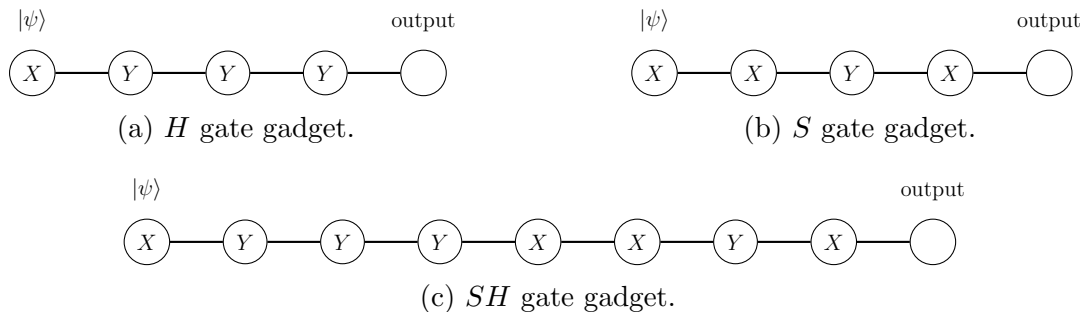 |ψ⟩ output |ψ⟩ output
X Y Y Y X X Y X
(a) H gate gadget. (b) S gate gadget.
|ψ⟩ output
X Y Y Y X X Y X
(c) SH gate gadget.